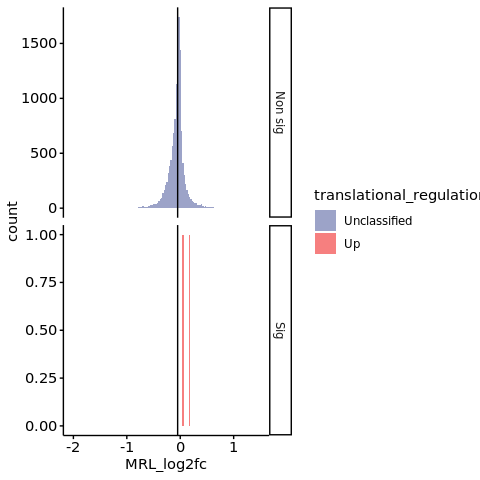 1500
1000
500
0
Non sig
count
1.00
0.75
0.50
0.25
0.00
Sig
-2
-1
0
1
MRL_log2fc
translational_regulation
Unclassified
Up